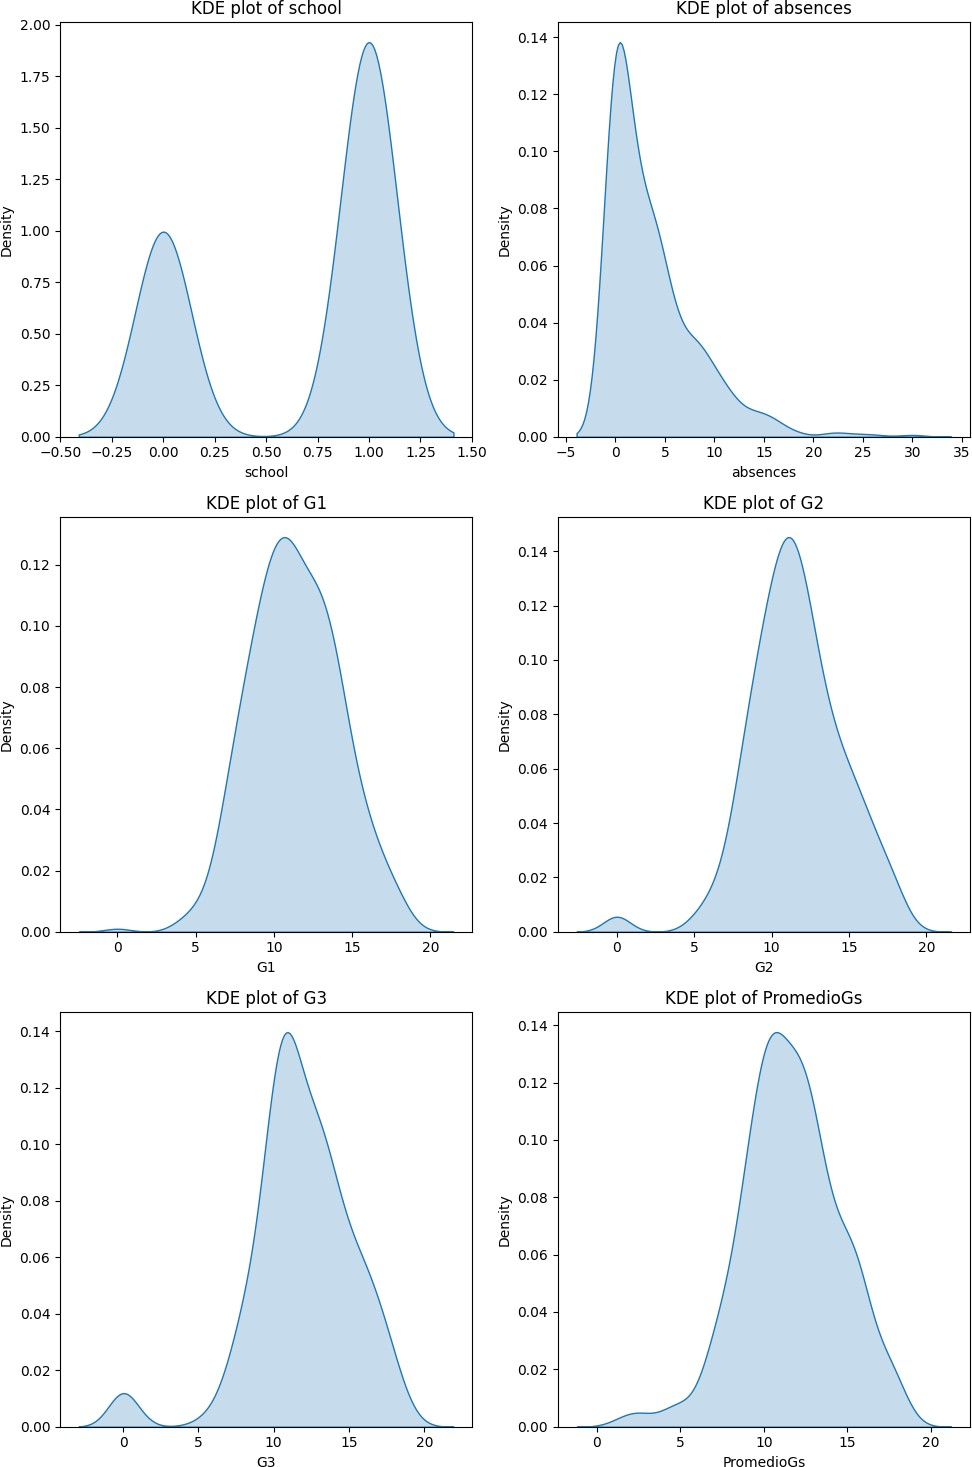 KDE plot of school
2.00
1.75
1.50
1.25
1.00
0.75
0.50
0.25
0.00
Density
−0.50 −0.25 0.00 0.25 0.50 0.75 1.00 1.25 1.50
school
KDE plot of absences
0.14
0.12
0.10
0.08
0.06
0.04
0.02
0.00
Density
−5 0 5 10 15 20 25 30 35
absences
KDE plot of G1
0.12
0.10
0.08
0.06
0.04
0.02
0.00
Density
0 5 10 15 20
G1
KDE plot of G2
0.14
0.12
0.10
0.08
0.06
0.04
0.02
0.00
Density
0 5 10 15 20
G2
KDE plot of G3
0.14
0.12
0.10
0.08
0.06
0.04
0.02
0.00
Density
0 5 10 15 20
G3
KDE plot of PromedioGs
0.14
0.12
0.10
0.08
0.06
0.04
0.02
0.00
Density
0 5 10 15 20
PromedioGs